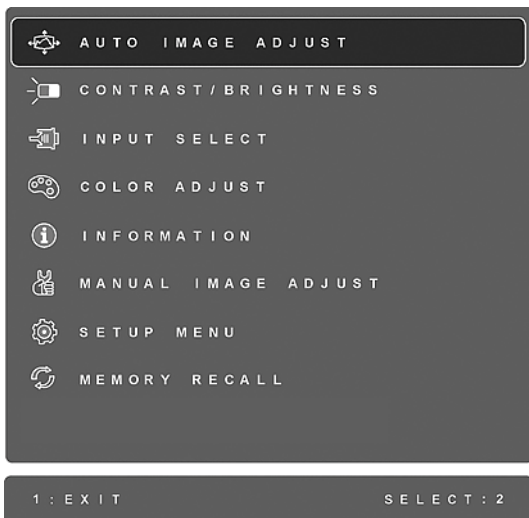 AUTO IMAGE ADJUST
CONTRAST/BRIGHTNESS
INPUT SELECT
COLOR ADJUST
INFORMATION
MANUAL IMAGE ADJUST
SETUP MENU
MEMORY RECALL
1:EXIT SELECT:2